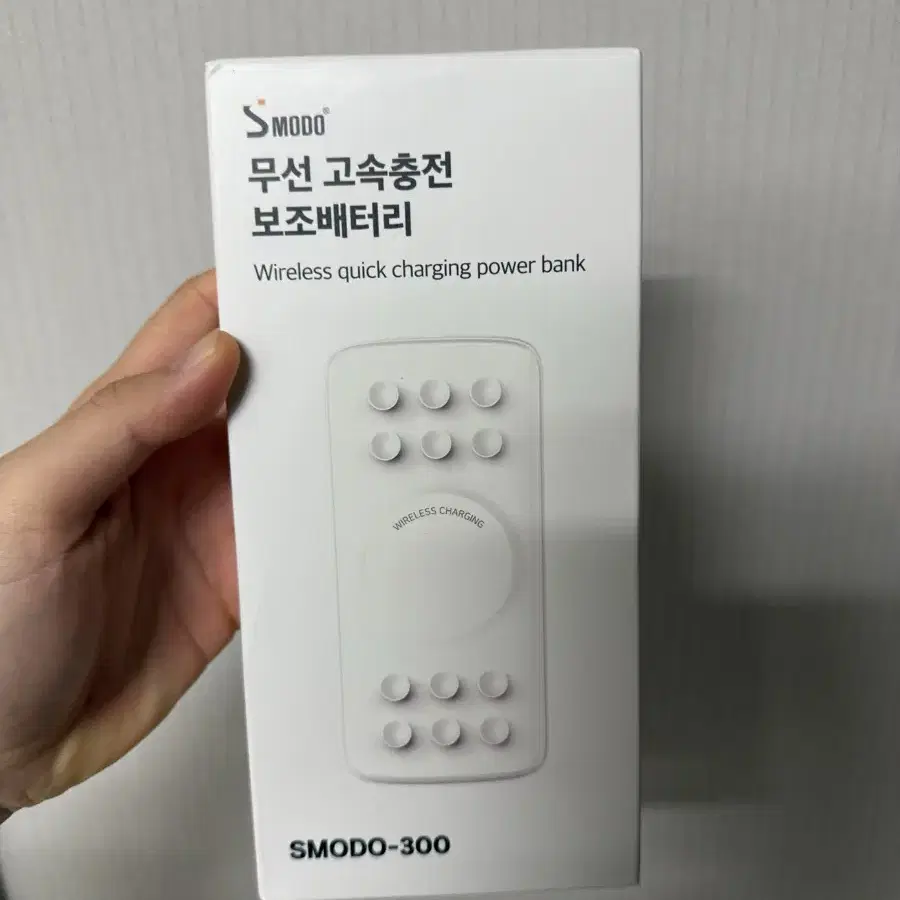 SMODO®
무선 고속충전
보조배터리
Wireless quick charging power bank
WIRELESS CHARGING
SMODO-300